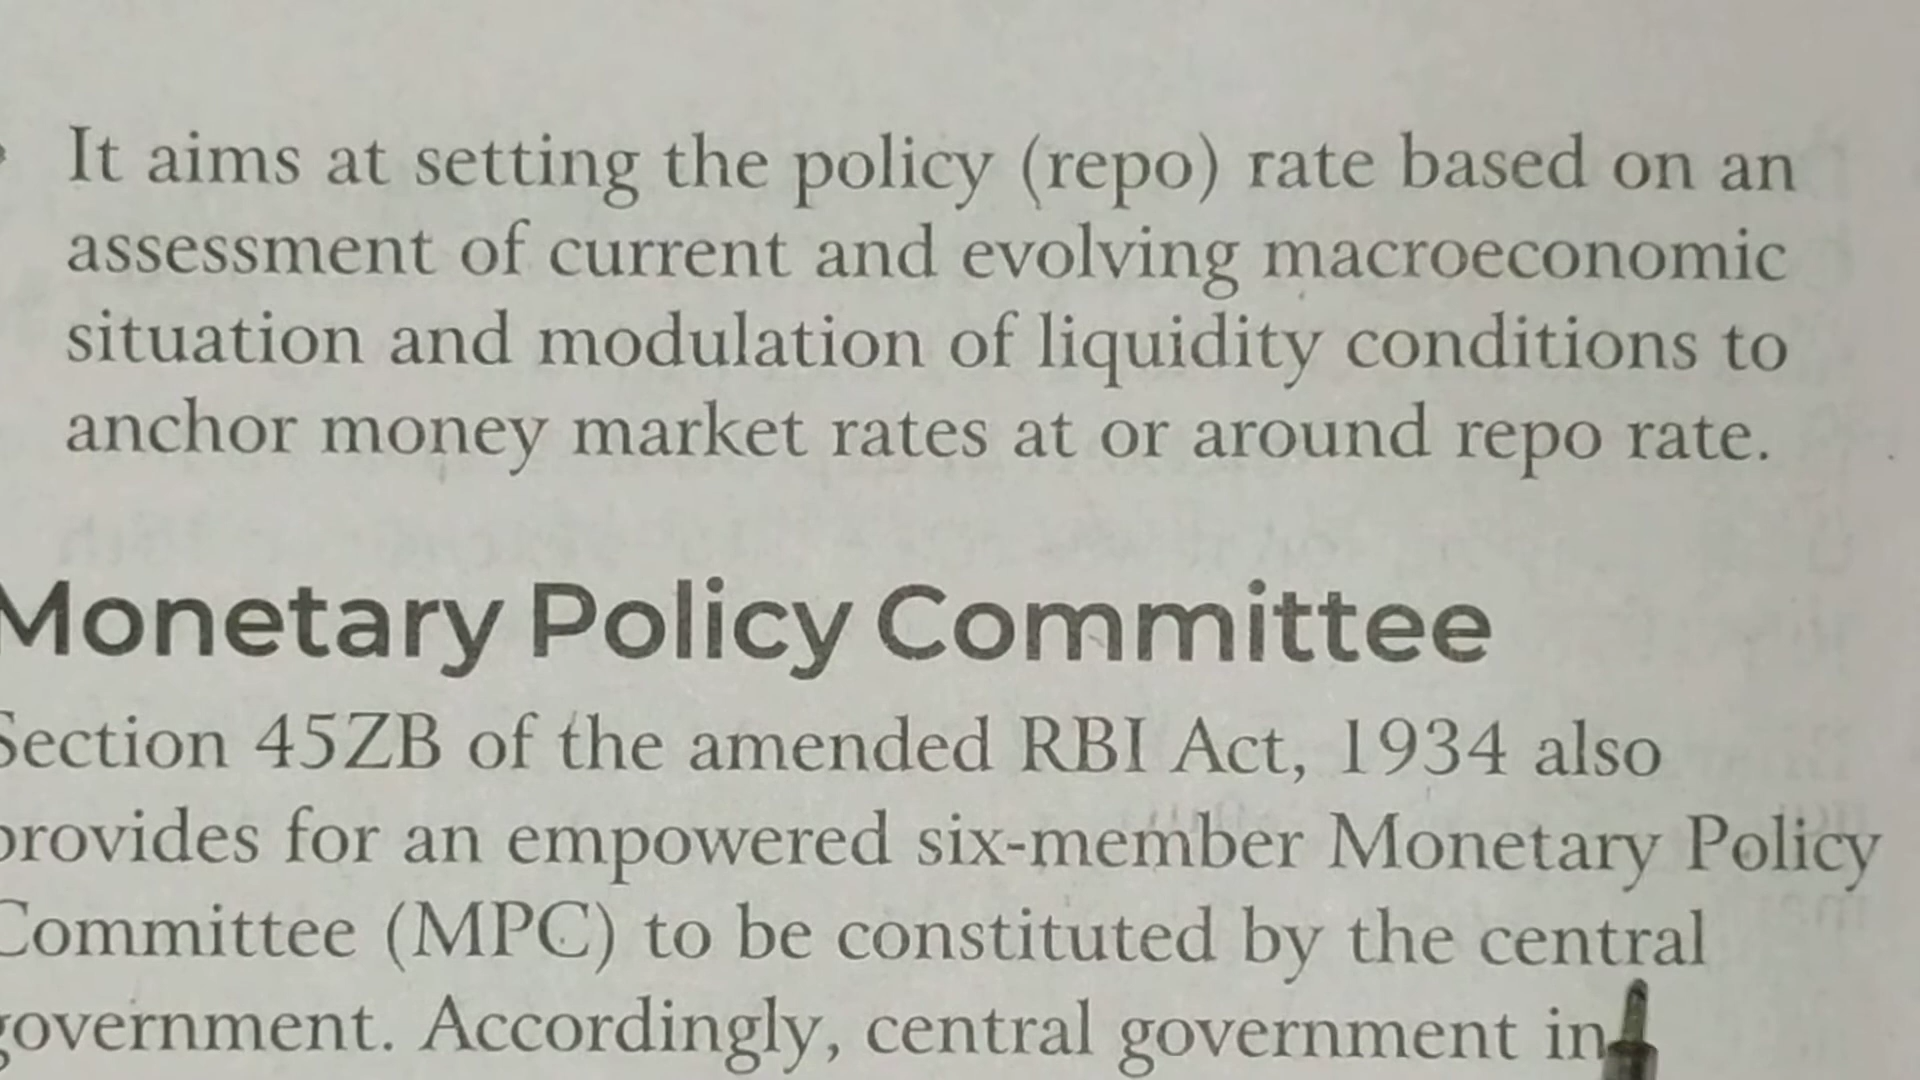 It aims at setting the policy (repo) rate based on an
assessment of current and evolving macroeconomic
situation and modulation of liquidity conditions to
anchor money market rates at or around repo rate.
Monetary Policy Committee
Section 45ZB of the amended RBI Act, 1934 also
provides for an empowered six-member Monetary Policy
Committee (MPC) to be constituted by the central
government. Accordingly, central government in